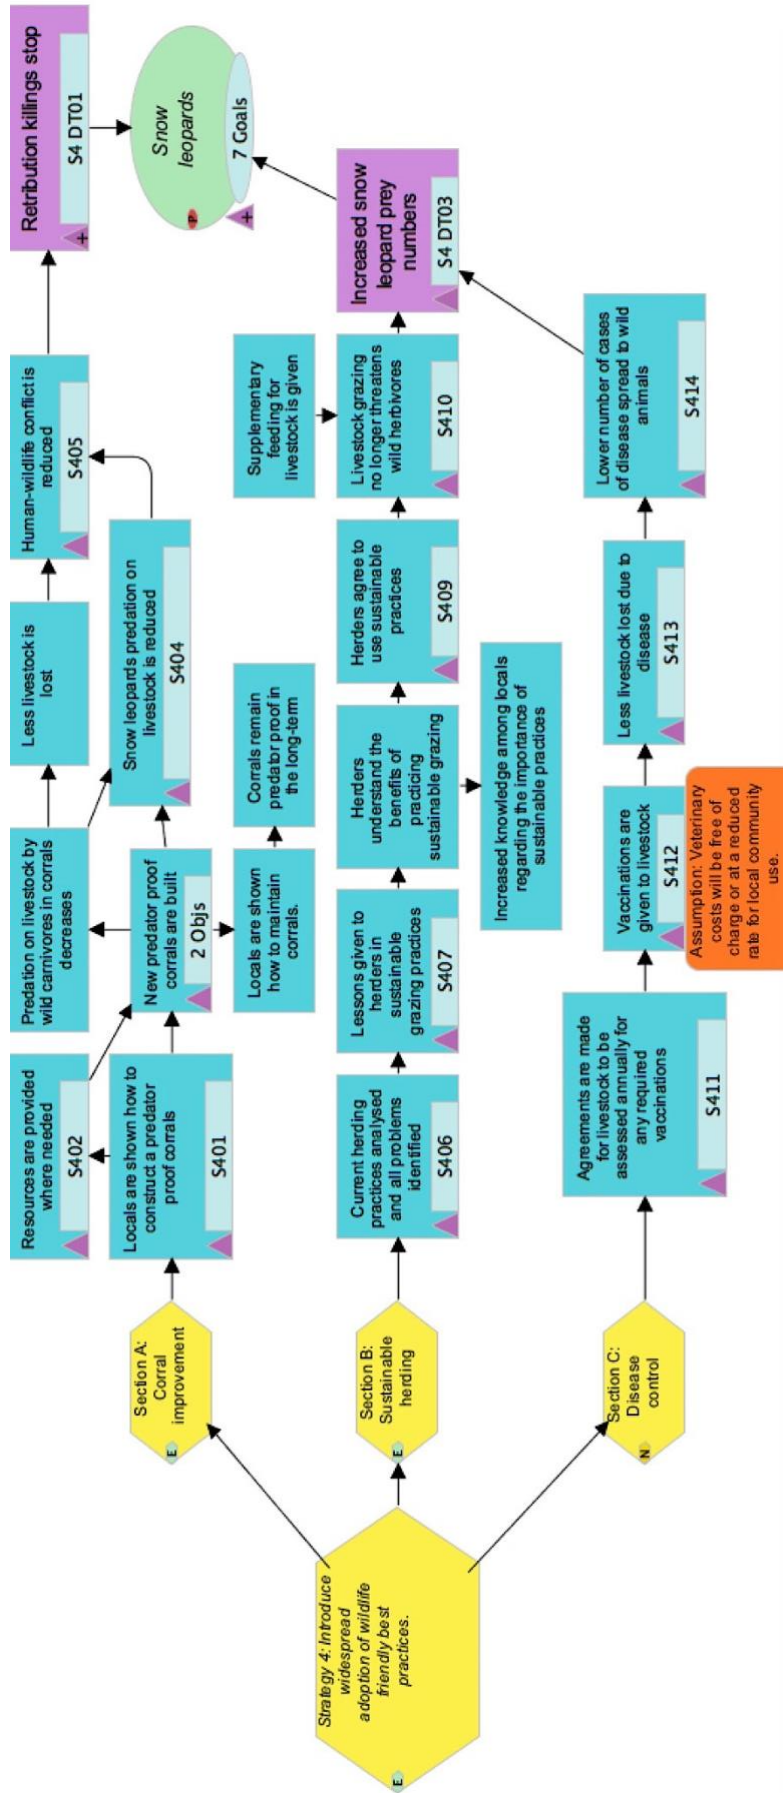 Strategy 4: Introduce
widespread
adoption of wildlife
friendly best
practices.
E
Section A:
Corral
improvement
E
Resources are provided
where needed
S402
Locals are shown how to
construct a predator
proof corrals
S401
Predation on livestock by
wild carnivores in corrals
decreases
New predator proof
corrals are built
2 Objs
Locals are shown
how to maintain
corrals.
Corrals remain
predator proof in
the long-term
Less livestock is
lost
Snow leopards predation on
livestock is reduced
S404
Human-wildlife conflict is
reduced
S405
Retribution killings stop
S4 DT01
+
Snow
leopards
P
7 Goals
+
Section B:
Sustainable
herding
E
Current herding
practices analysed
and all problems
identified
S406
Lessons given to
herders in
sustainable
grazing practices
S407
Herders
understand the
benefits of
practicing
sustainable grazing
Increased knowledge among locals
regarding the importance of
sustainable practices
Herders agree to
use sustainable
practices
S409
Supplementary
feeding for
livestock is given
Livestock grazing
no longer threatens
wild herbivores
S410
Increased snow
leopard prey
numbers
S4 DT03
Section C:
Disease
control
N
Agreements are made
for livestock to be
assessed annually for
any required
vaccinations
S411
Vaccinations are
given to livestock
S412
Assumption: Veterinary
costs will be free of
charge or at a reduced
rate for local community
use.
Less livestock lost due to
disease
S413
Lower number of cases
of disease spread to wild
animals
S414